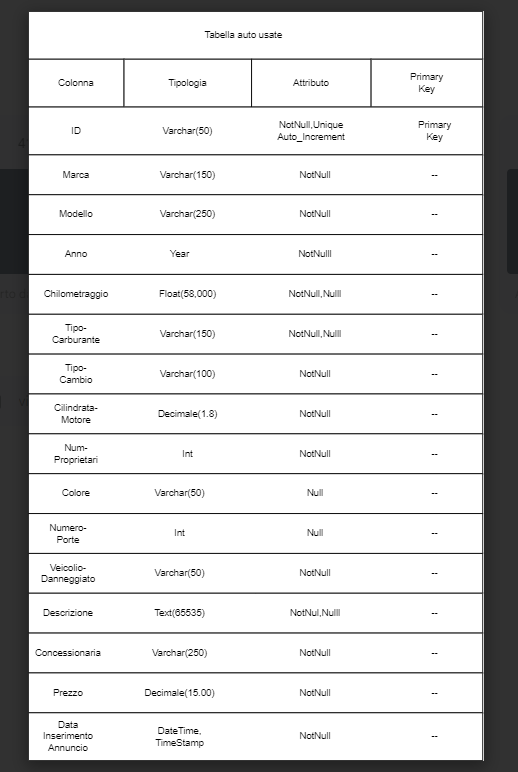 Tabella auto usate
Colonna Tipologia Attributo Primary
Key
ID Varchar(50) NotNull,Unique
Auto_Increment Primary
Key
Marca Varchar(150) NotNull --
Modello Varchar(250) NotNull --
Anno Year NotNulll --
Chilometraggio Float(58,000) NotNull,Nulll --
Tipo-
Carburante Varchar(150) NotNull,Nulll --
Tipo-
Cambio Varchar(100) NotNull --
Cilindrata-
Motore Decimale(1.8) NotNull --
Num-
Proprietari Int NotNull --
Colore Varchar(50) Null --
Numero-
Porte Int Null --
Veicolio-
Danneggiato Varchar(50) NotNull --
Descrizione Text(65535) NotNul,Nulll --
Concessionaria Varchar(250) NotNull --
Prezzo Decimale(15.00) NotNull --
Data
Inserimento
Annuncio DateTime,
TimeStamp NotNull --